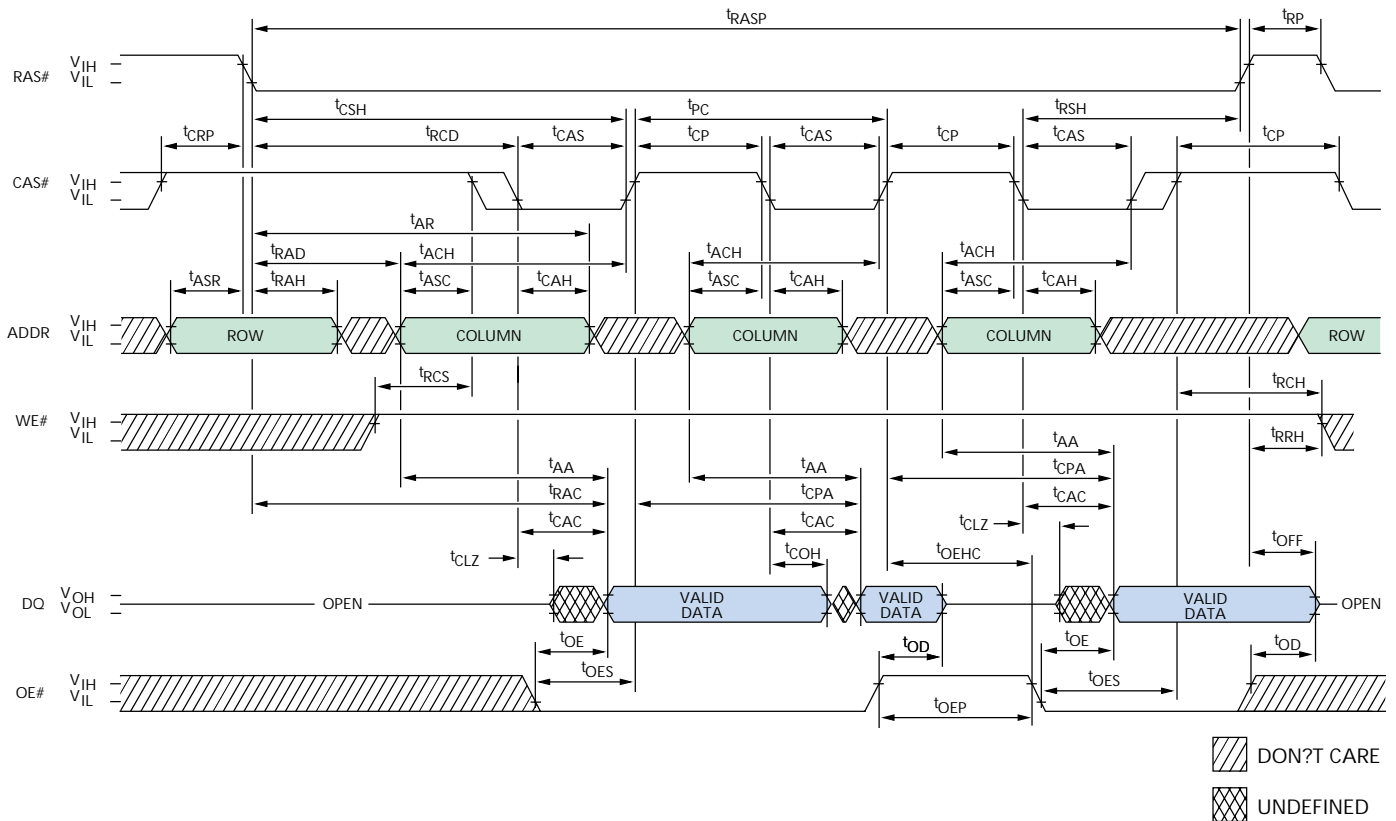 tRASP tRP
RAS# VIH
VIL
tCSH tPC tRSH
tCRP tRCD tCAS tCP tCAS tCP tCAS tCP
CAS# VIH
VIL
tAR
tRAD tACH tACH tACH
tASR tRAH tASC tCAH tASC tCAH tASC tCAH
ADDR VIH
VIL
ROW COLUMN COLUMN COLUMN ROW
tRCS tRCH
WE# VIH
VIL
tRRH
tAA tAA tAA
tRAC tCPA tCPA
tCAC tCAC tCAC
tCLZ tCOH tCLZ tOEHC tOFF
DQ VOH
VOL
OPEN VALID DATA VALID DATA VALID DATA OPEN
tOE tOD tOE tOD
tOES tOES
OE# VIH
VIL
tOEP
DON?T CARE
UNDEFINED